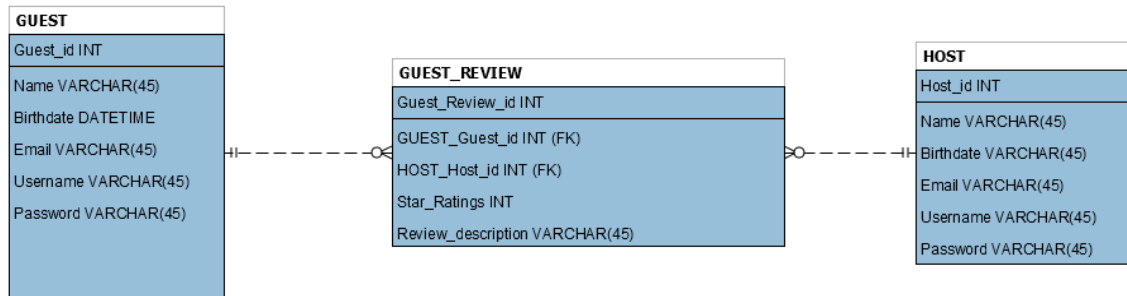 GUEST
Guest_id INT
Name VARCHAR(45)
Birthdate DATETIME
Email VARCHAR(45)
Username VARCHAR(45)
Password VARCHAR(45)
GUEST_REVIEW
Guest_Review_id INT
GUEST_Guest_id INT (FK)
HOST_Host_id INT (FK)
Star_Ratings INT
Review_description VARCHAR(45)
HOST
Host_id INT
Name VARCHAR(45)
Birthdate VARCHAR(45)
Email VARCHAR(45)
Username VARCHAR(45)
Password VARCHAR(45)